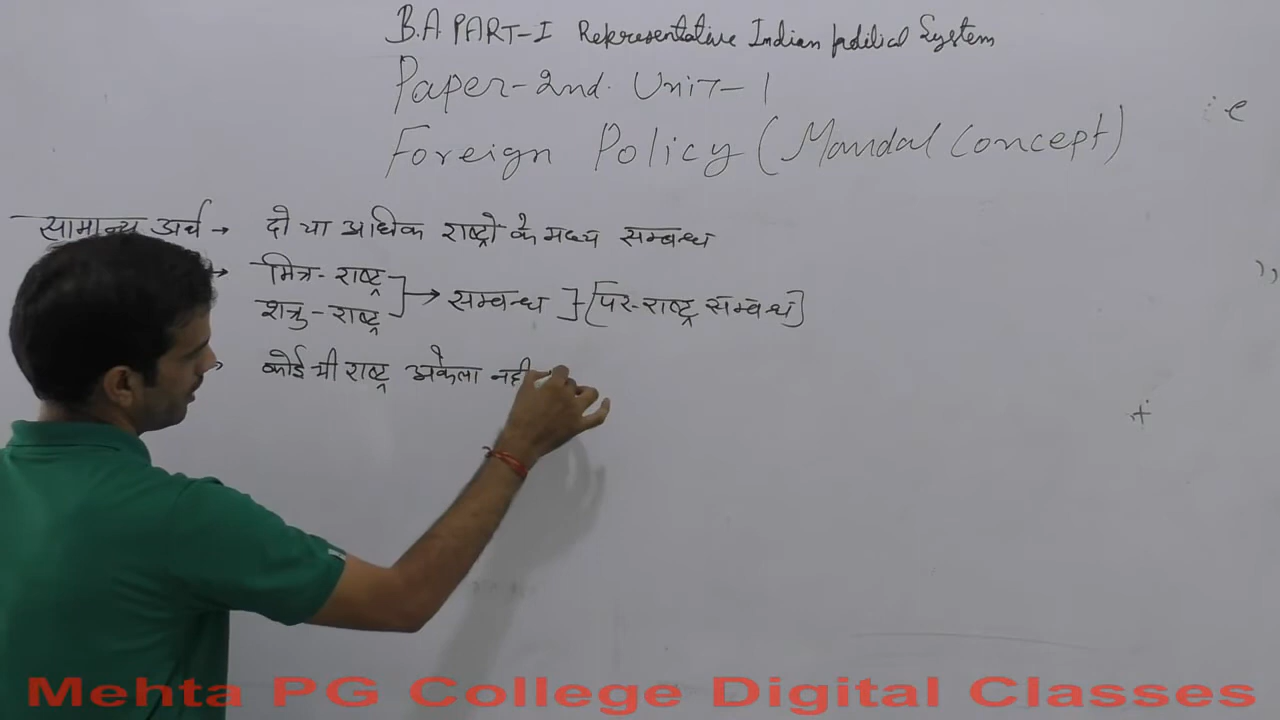 B.A PART-I Representative Indian Political System
Paper-2nd. Unit-1
Foreign Policy (Mandal Concept)
सामान्य अर्थ → दो या अधिक राष्ट्रों के मध्य सम्बन्ध
→ मित्र-राष्ट्र
शत्रु-राष्ट्र } → सम्बन्ध } - [पर-राष्ट्र सम्बन्ध]
कोई भी राष्ट्र अकेला नही
Mehta PG College Digital Classes